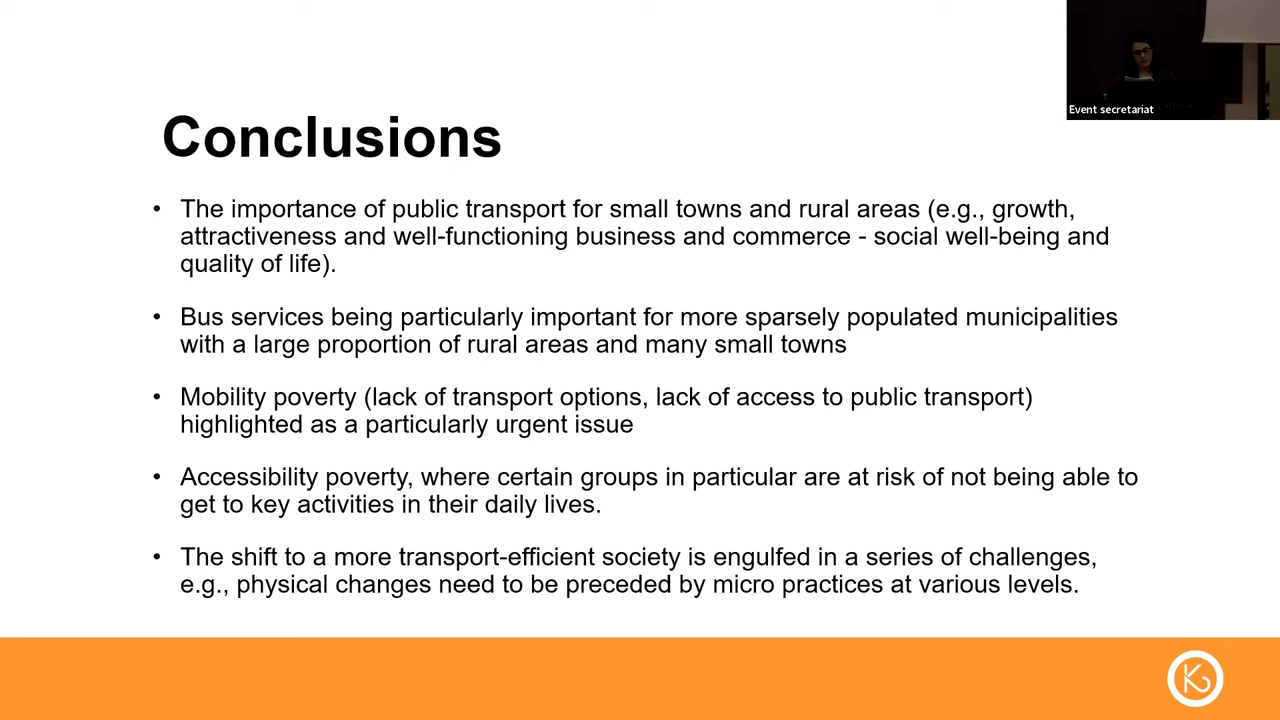 Event secretariat
Conclusions
• The importance of public transport for small towns and rural areas (e.g., growth,
attractiveness and well-functioning business and commerce - social well-being and
quality of life).
• Bus services being particularly important for more sparsely populated municipalities
with a large proportion of rural areas and many small towns
• Mobility poverty (lack of transport options, lack of access to public transport)
highlighted as a particularly urgent issue
• Accessibility poverty, where certain groups in particular are at risk of not being able to
get to key activities in their daily lives.
• The shift to a more transport-efficient society is engulfed in a series of challenges,
e.g., physical changes need to be preceded by micro practices at various levels.